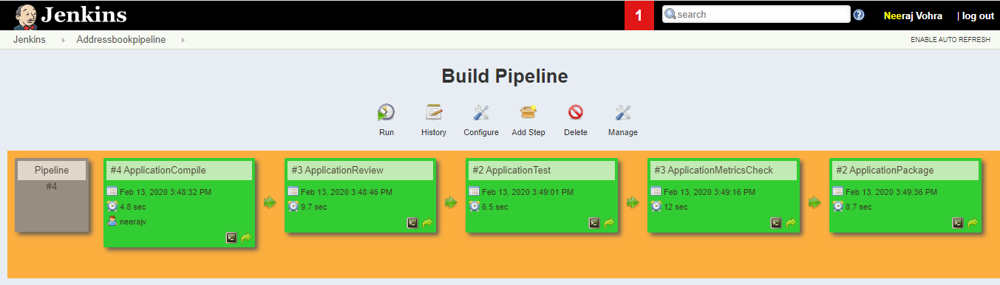 Jenkins
1
search
?
Neeraj Vohra
| log out
Jenkins
Addressbookpipeline
ENABLE AUTO REFRESH
Build Pipeline
Run
History
Configure
Add Step
Delete
Manage
Pipeline
#4
#4 ApplicationCompile
Feb 13, 2020 3:48:32 PM
4.8 sec
neerajv
#3 ApplicationReview
Feb 13, 2020 3:48:46 PM
9.7 sec
#2 ApplicationTest
Feb 13, 2020 3:49:01 PM
6.5 sec
#3 ApplicationMetricsCheck
Feb 13, 2020 3:49:16 PM
12 sec
#2 ApplicationPackage
Feb 13, 2020 3:49:36 PM
8.7 sec